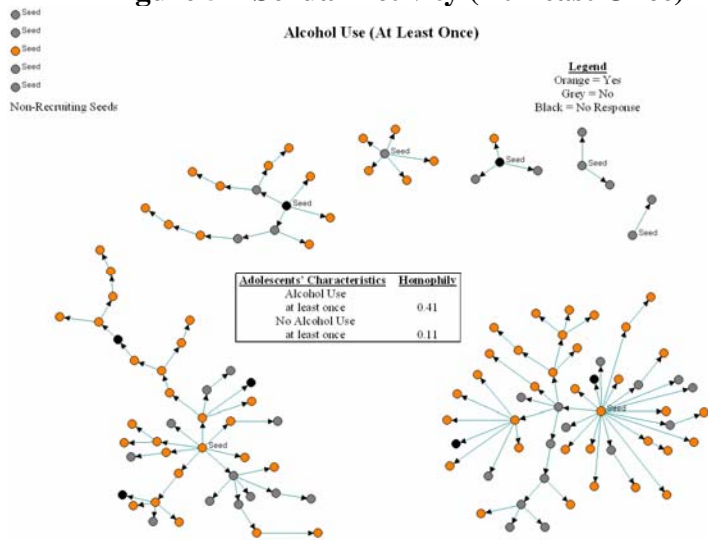 Alcohol Use (At Least Once)
Seed
Seed
Seed
Seed
Seed
Non-Recruiting Seeds
Legend
Orange = Yes
Grey = No
Black = No Response
Seed
Seed
Seed
Seed
Seed
Adolescents' Characteristics Homophily
Alcohol Use
at least once 0.41
No Alcohol Use
at least once 0.11
Seed
Seed